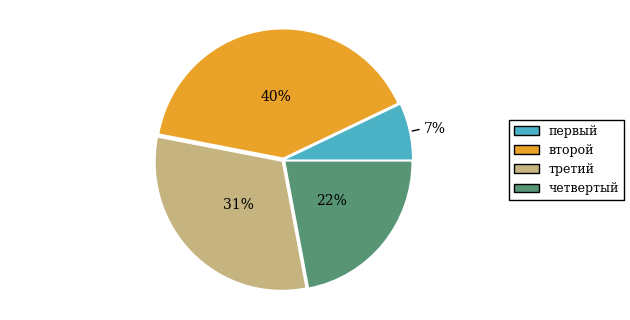 40%
7%
31%
22%
первый
второй
третий
четвертый